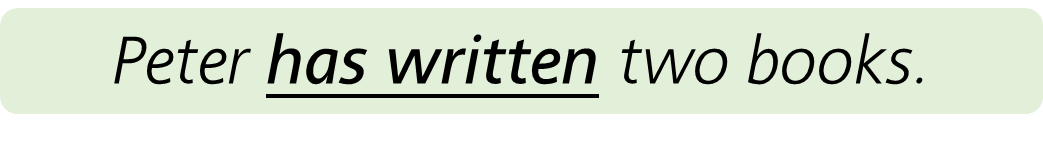 Peter has written two books.